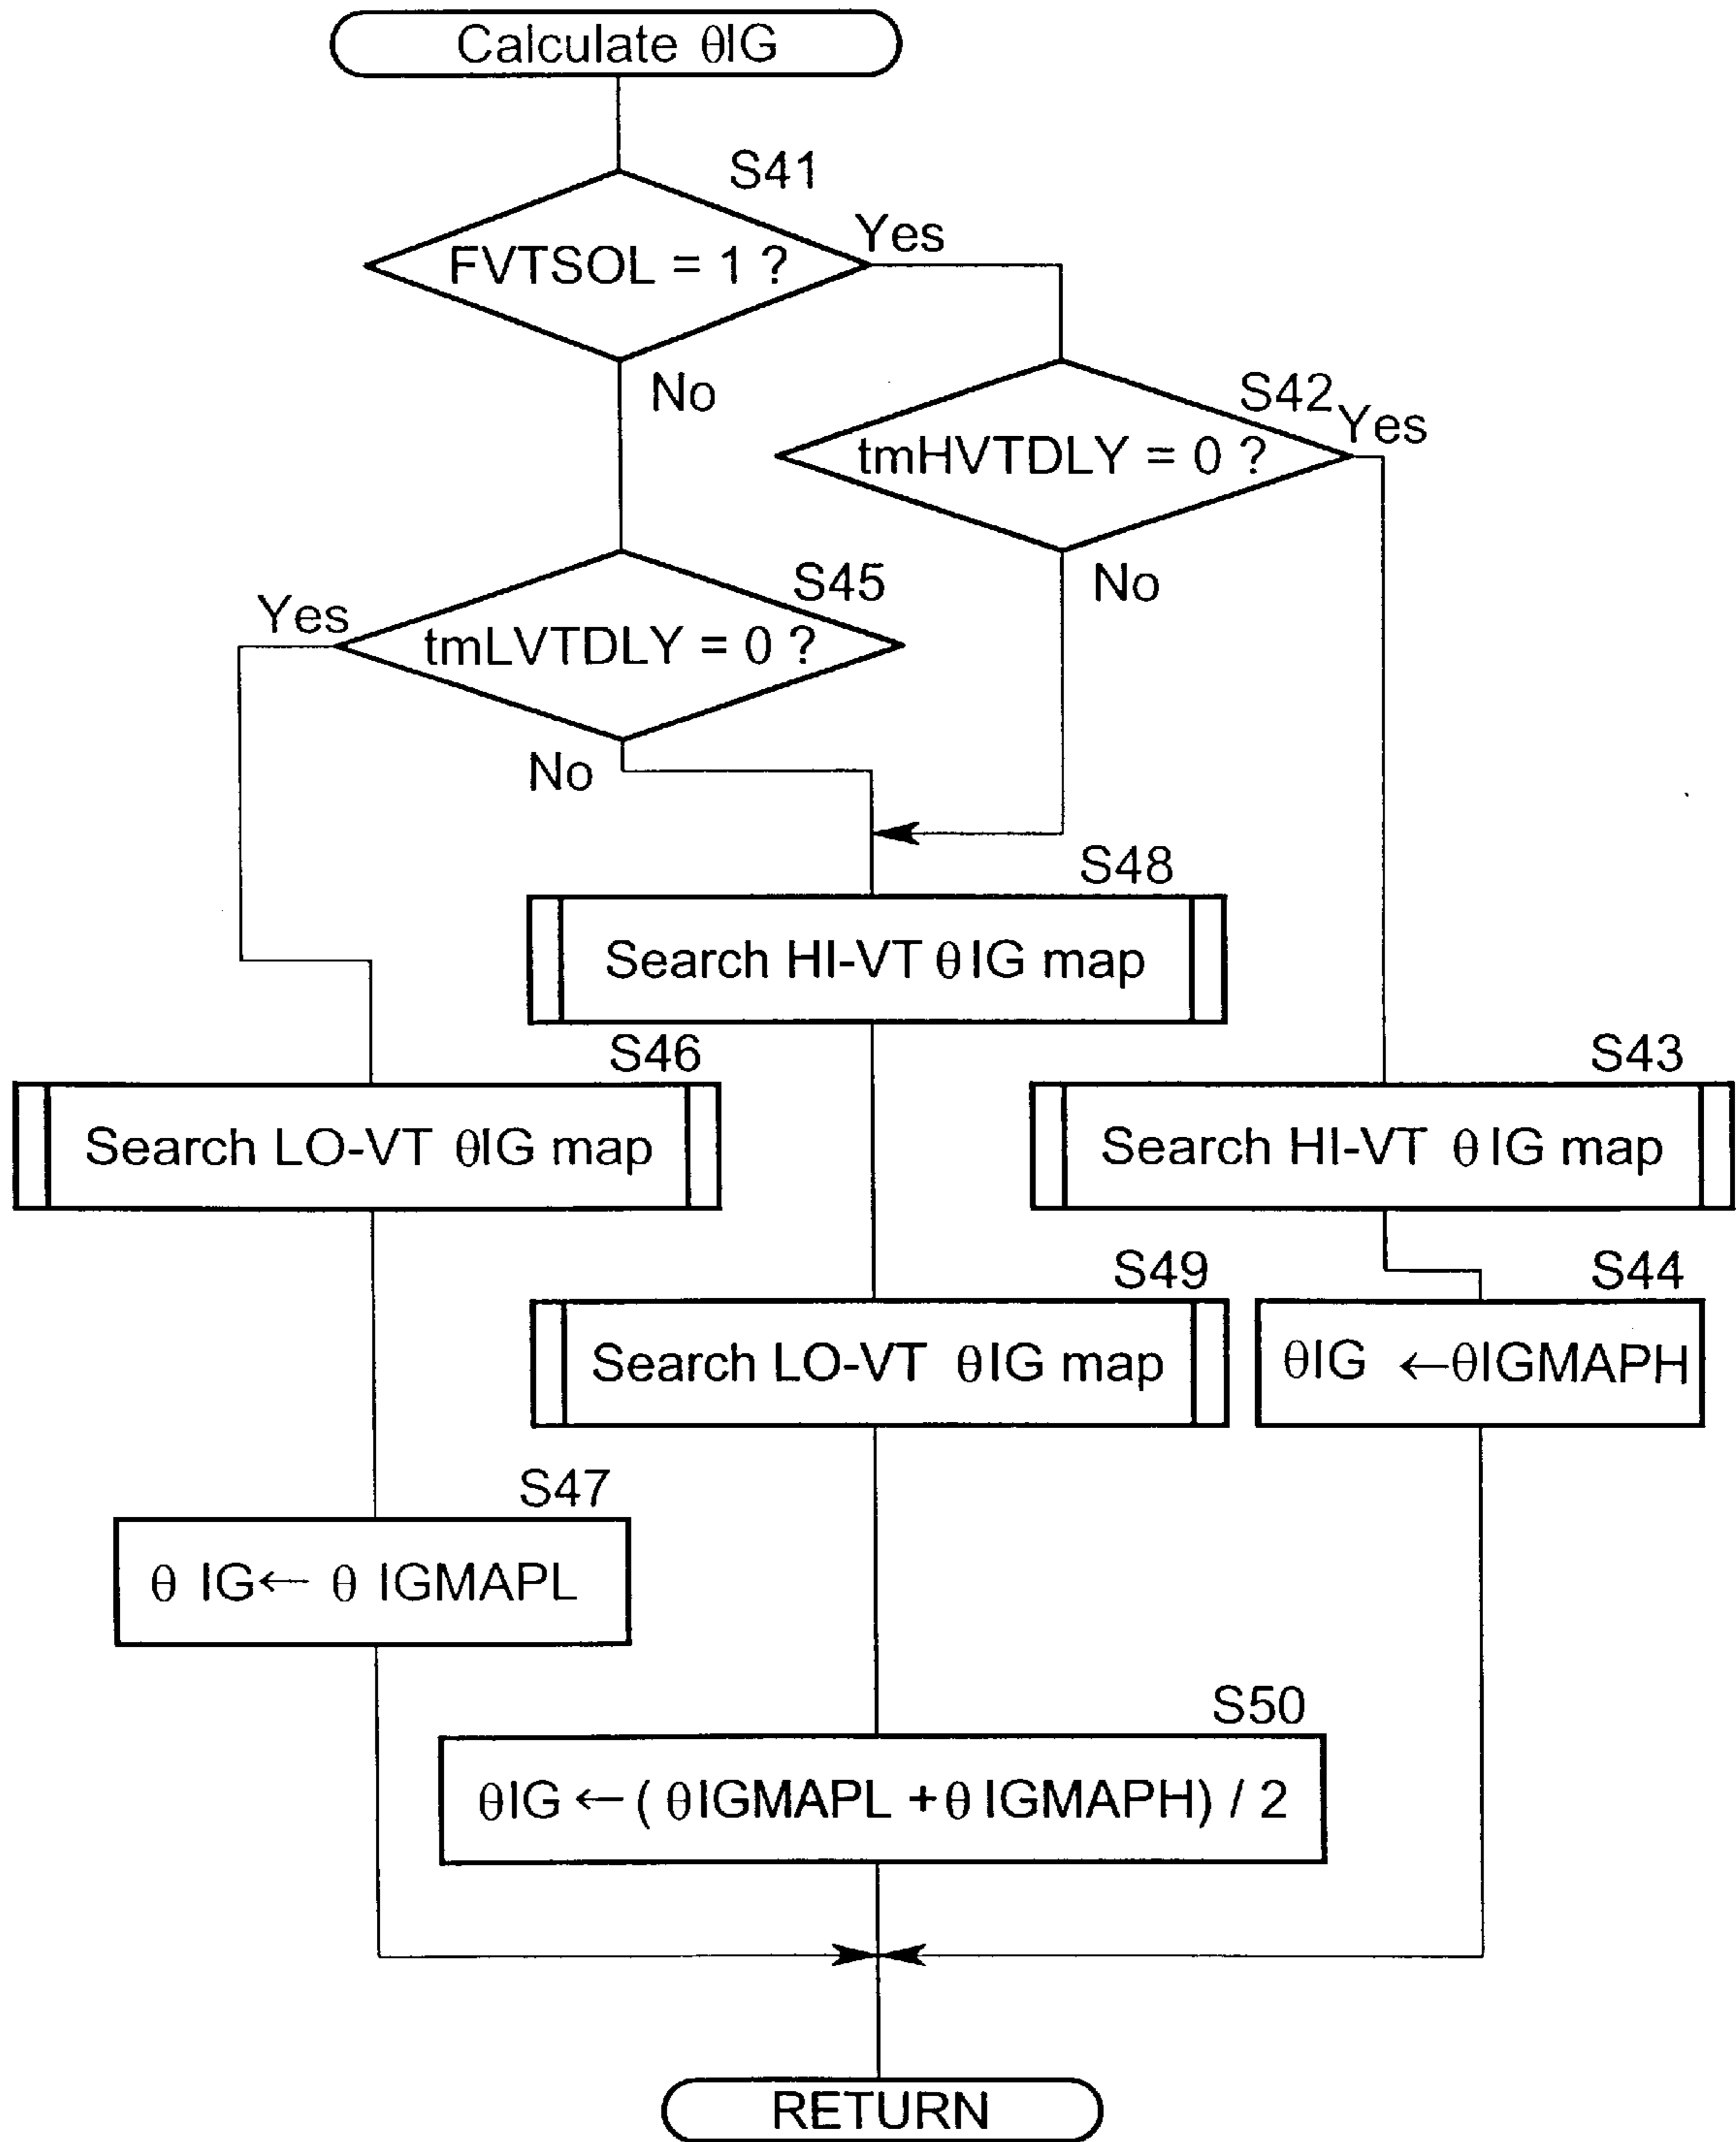 Calculate θIG
S41
FVTSOL = 1 ?
Yes
No
S42
tmHVTDLY = 0 ?
Yes
No
S45
tmLVTDLY = 0 ?
Yes
No
S48
Search HI-VT θ IG map
S46
Search LO-VT θIG map
S43
Search HI-VT θ IG map
S49
Search LO-VT θIG map
S44
θIG ←θIGMAPH
S47
θ IG← θ IGMAPL
S50
θIG ← ( θIGMAPL +θ IGMAPH) / 2
RETURN